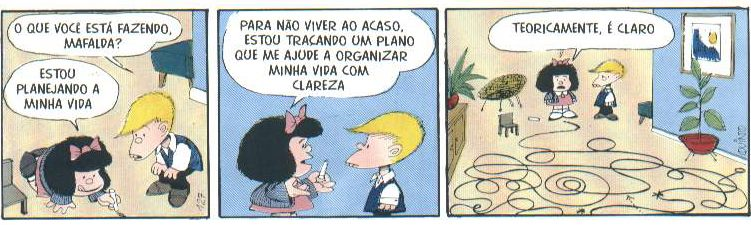 O QUE VOCÊ ESTÁ FAZENDO,
MAFALDA?
ESTOU
PLANEJANDO A
MINHA VIDA
127
PARA NÃO VIVER AO ACASO,
ESTOU TRAÇANDO UM PLANO
QUE ME AJUDE A ORGANIZAR
MINHA VIDA COM
CLAREZA
TEORICAMENTE, É CLARO